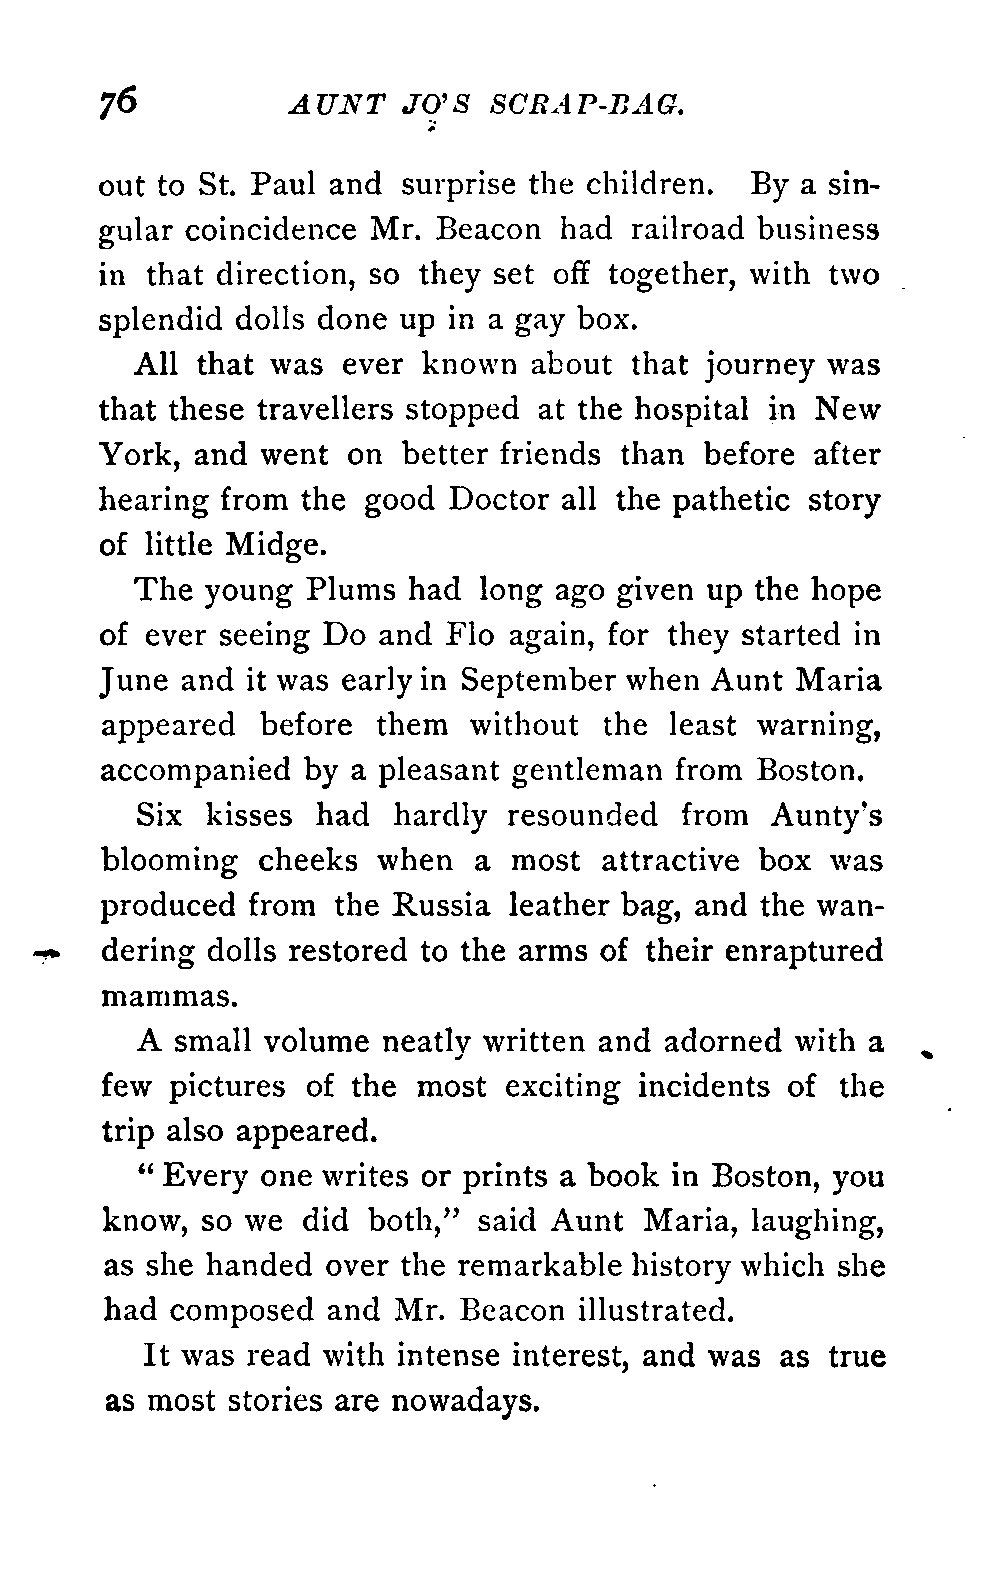 76 AUNT JO'S SCRAP-BAG.
out to St. Paul and surprise the children. By a sin-
gular coincidence Mr. Beacon had railroad business
in that direction, so they set off together, with two
splendid dolls done up in a gay box.
All that was ever known about that journey was
that these travellers stopped at the hospital in New
York, and went on better friends than before after
hearing from the good Doctor all the pathetic story
of little Midge.
The young Plums had long ago given up the hope
of ever seeing Do and Flo again, for they started in
June and it was early in September when Aunt Maria
appeared before them without the least warning,
accompanied by a pleasant gentleman from Boston.
Six kisses had hardly resounded from Aunty's
blooming cheeks when a most attractive box was
produced from the Russia leather bag, and the wan-
dering dolls restored to the arms of their enraptured
mammas.
A small volume neatly written and adorned with a
few pictures of the most exciting incidents of the
trip also appeared.
“Every one writes or prints a book in Boston, you
know, so we did both,” said Aunt Maria, laughing,
as she handed over the remarkable history which she
had composed and Mr. Beacon illustrated.
It was read with intense interest, and was as true
as most stories are nowadays.